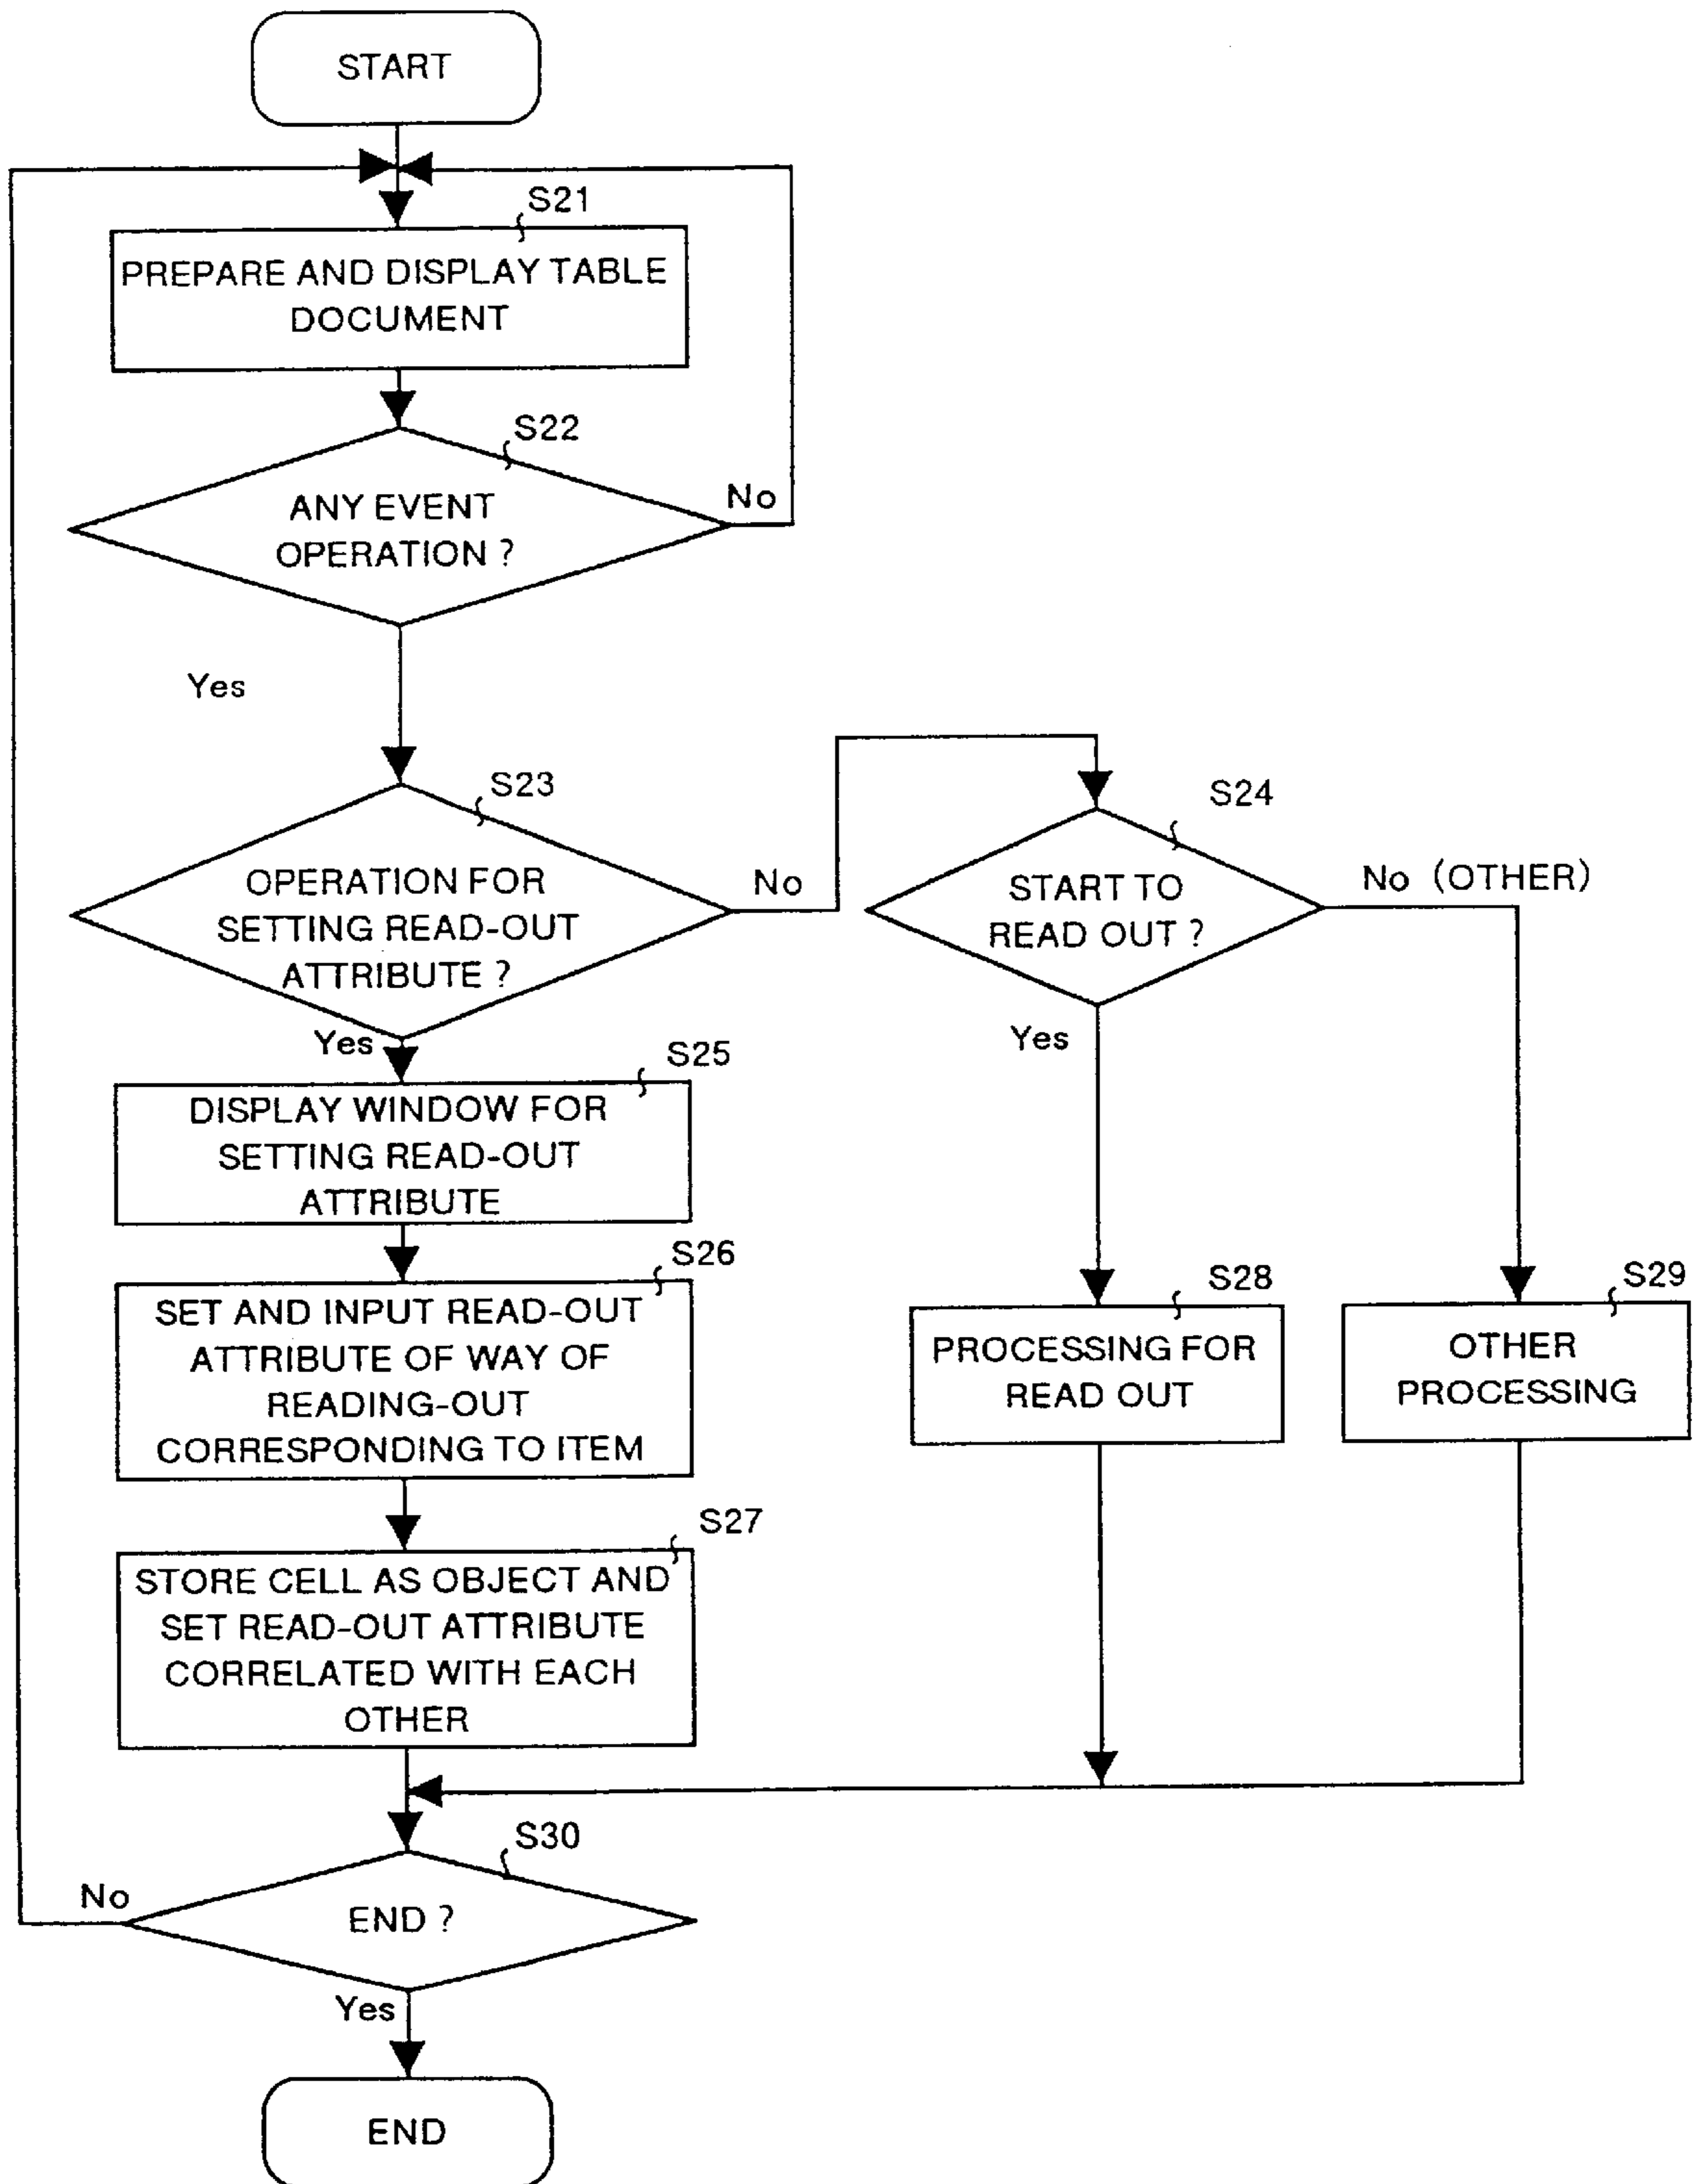 START
S21
PREPARE AND DISPLAY TABLE
DOCUMENT
S22
ANY EVENT
OPERATION ?
No
Yes
S23
OPERATION FOR
SETTING READ-OUT
ATTRIBUTE ?
No
Yes
S24
START TO
READ OUT ?
No (OTHER)
Yes
S25
DISPLAY WINDOW FOR
SETTING READ-OUT
ATTRIBUTE
S26
SET AND INPUT READ-OUT
ATTRIBUTE OF WAY OF
READING-OUT
CORRESPONDING TO ITEM
S28
PROCESSING FOR
READ OUT
S29
OTHER
PROCESSING
S27
STORE CELL AS OBJECT AND
SET READ-OUT ATTRIBUTE
CORRELATED WITH EACH
OTHER
S30
END ?
No
Yes
END